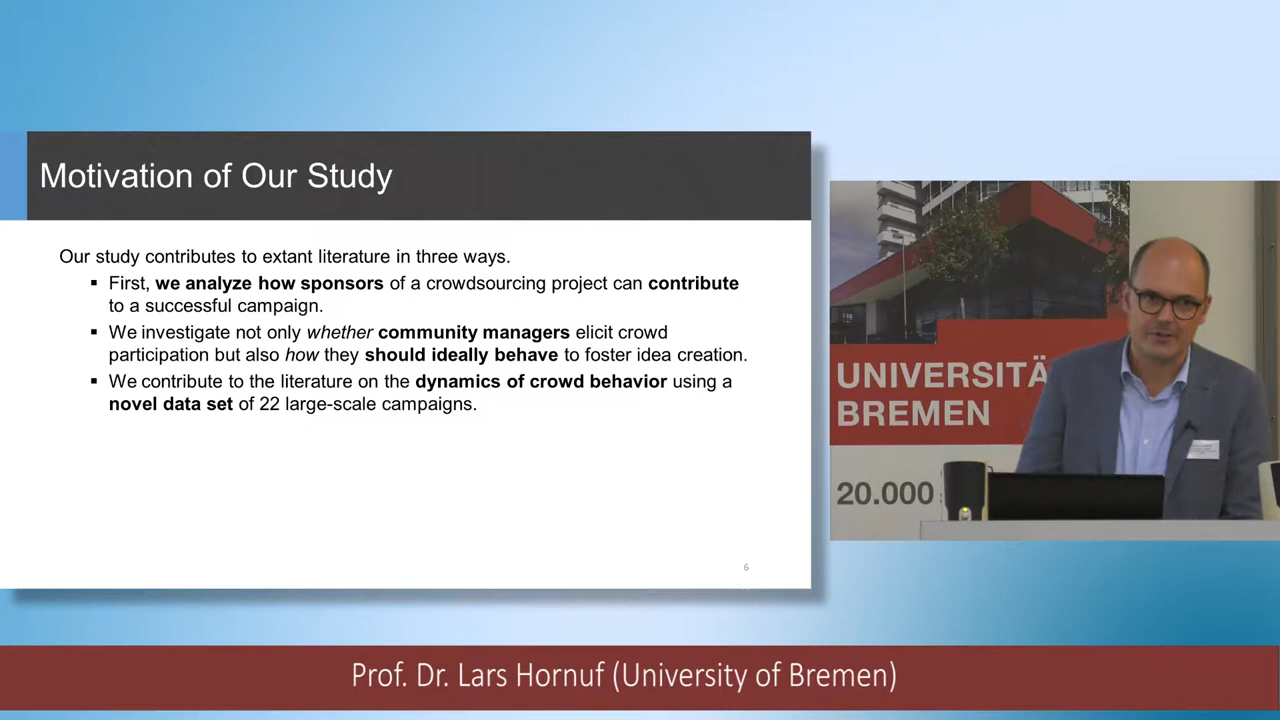 Motivation of Our Study
Our study contributes to extant literature in three ways.
▪ First, we analyze how sponsors of a crowdsourcing project can contribute
to a successful campaign.
▪ We investigate not only whether community managers elicit crowd
participation but also how they should ideally behave to foster idea creation.
▪ We contribute to the literature on the dynamics of crowd behavior using a
novel data set of 22 large-scale campaigns.
6
UNIVERSITÄ
BREMEN
20.000
Prof. Dr. Lars Hornuf (University of Bremen)